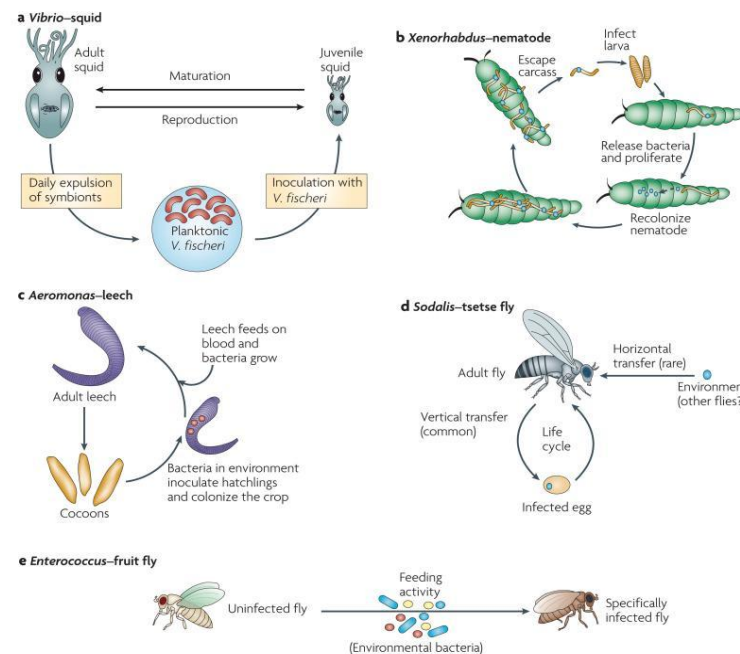 a Vibrio–squid
Adult
squid
Juvenile
squid
Maturation
Reproduction
Daily expulsion
of symbionts
Planktonic
V. fischeri
Inoculation with
V. fischeri
b Xenorhabdus–nematode
Escape
carcass
Infect
larva
Release bacteria
and proliferate
Recolonize
nematode
c Aeromonas–leech
Leech feeds on
blood and
bacteria grow
Adult leech
Bacteria in environment
inoculate hatchlings
and colonize the crop
Cocoons
d Sodalis–tsetse fly
Adult fly
Horizontal
transfer (rare)
Environment
(other flies?
Vertical transfer
(common)
Life
cycle
Infected egg
e Enterococcus–fruit fly
Uninfected fly
Feeding
activity
(Environmental bacteria)
Specifically
infected fly